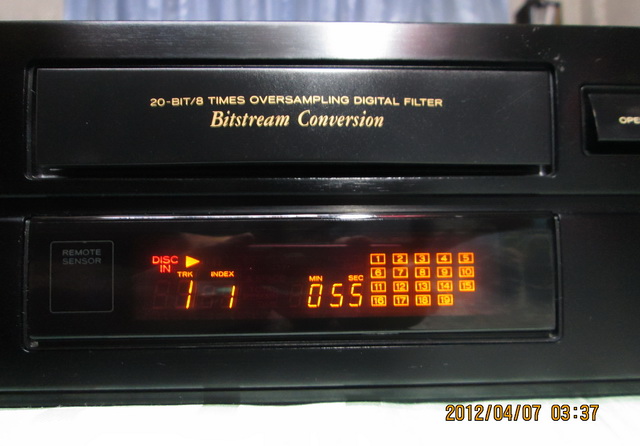 20-BIT/8 TIMES OVERSAMPLING DIGITAL FILTER
Bitstream Conversion
OPE
REMOTE
SENSOR
DISC
IN
TRK
INDEX
MIN
SEC
1
1
0 55
1 2 3 4 5
6 7 8 9 10
11 12 13 14 15
16 17 18 19
2012/04/07 03:37